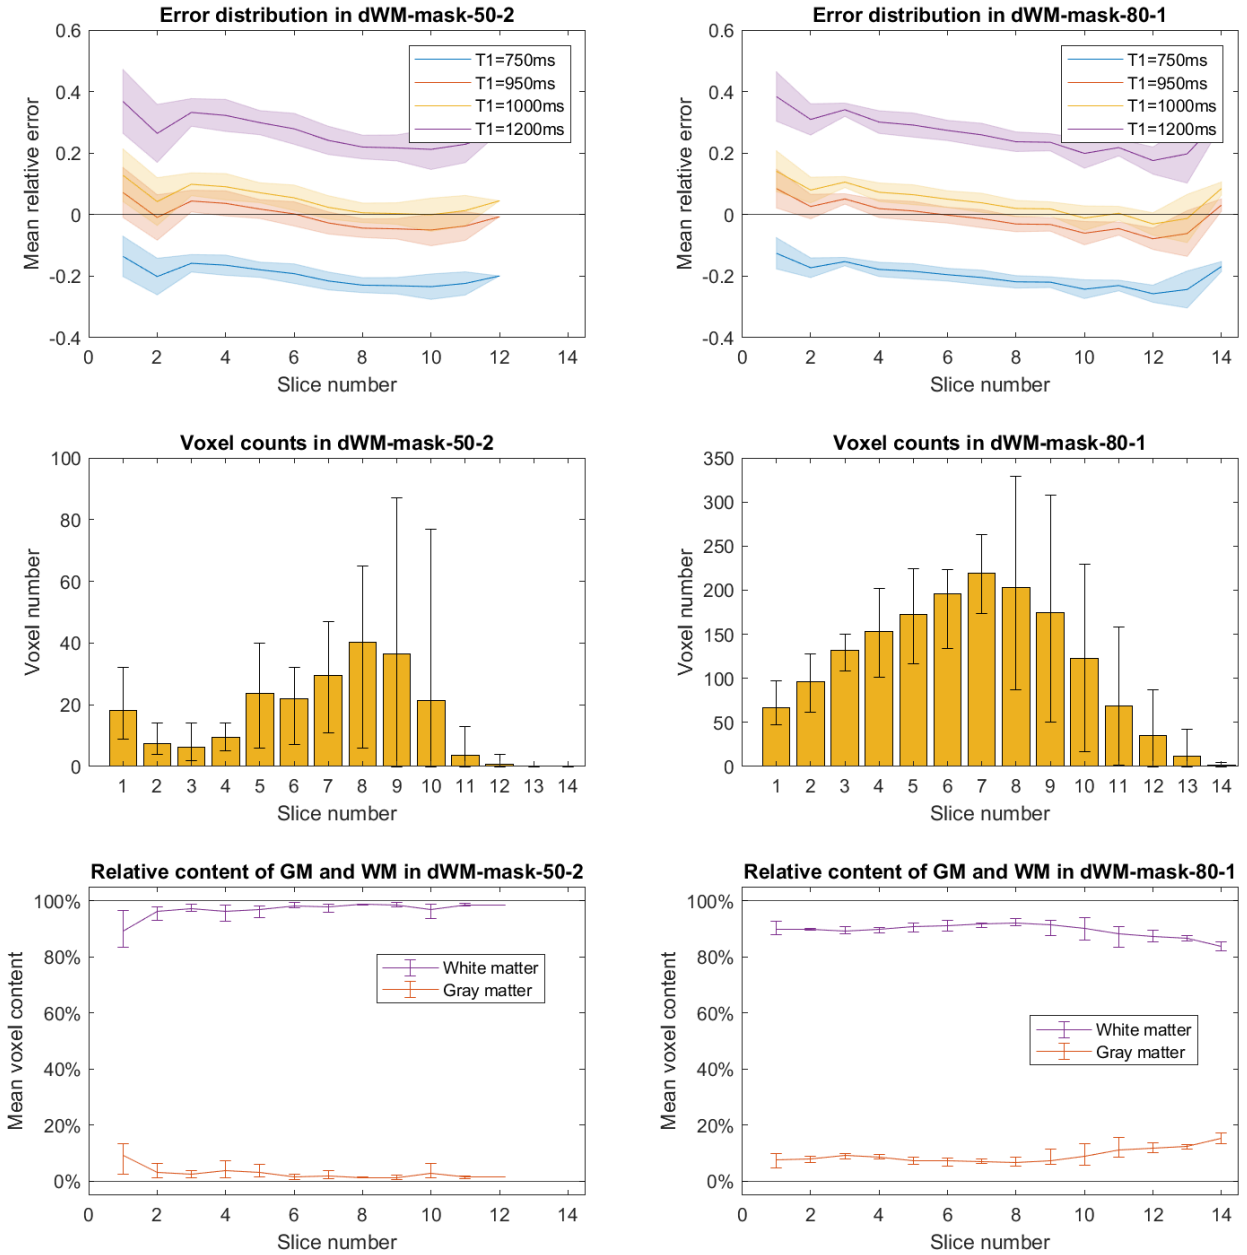 Error distribution in dWM-mask-50-2
0.6
0.4
0.2
0
-0.2
-0.4
Mean relative error
T1=750ms
T1=950ms
T1=1000ms
T1=1200ms
0 2 4 6 8 10 12 14
Slice number
Error distribution in dWM-mask-80-1
0.6
0.4
0.2
0
-0.2
-0.4
Mean relative error
T1=750ms
T1=950ms
T1=1000ms
T1=1200ms
0 2 4 6 8 10 12 14
Slice number
Voxel counts in dWM-mask-50-2
100
80
60
40
20
0
Voxel number
1 2 3 4 5 6 7 8 9 10 11 12 13 14
Slice number
Voxel counts in dWM-mask-80-1
350
300
250
200
150
100
50
0
Voxel number
1 2 3 4 5 6 7 8 9 10 11 12 13 14
Slice number
Relative content of GM and WM in dWM-mask-50-2
100%
80%
60%
40%
20%
0%
Mean voxel content
White matter
Gray matter
0 2 4 6 8 10 12 14
Slice number
Relative content of GM and WM in dWM-mask-80-1
100%
80%
60%
40%
20%
0%
Mean voxel content
White matter
Gray matter
0 2 4 6 8 10 12 14
Slice number